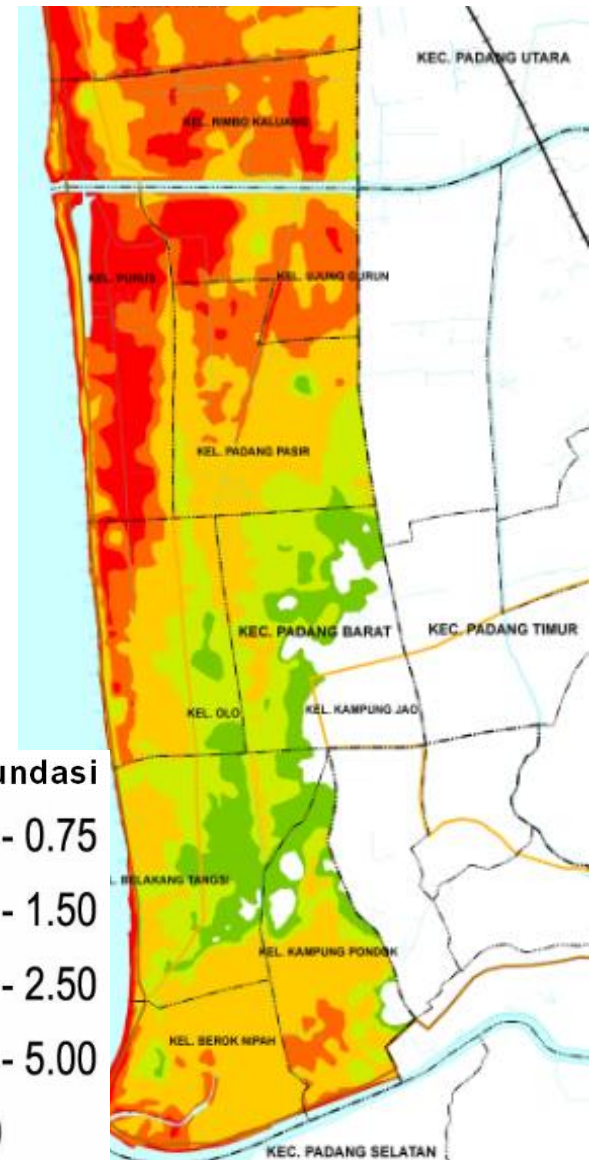 KEC. PADANG UTARA
KEL. RIMBO KALUANG
KEL. PURUS
KEL. UJUNG GURUN
KEL. PADANG PASIR
KEC. PADANG BARAT
KEC. PADANG TIMUR
KEL. OLO
KEL. KAMPUNG JAO
undasi
- 0.75
. BELAKANG TANGSI
- 1.50
KEL. KAMPUNG PONDOK
- 2.50
KEL. BEROK NIPAH
- 5.00
)
KEC. PADANG SELATAN